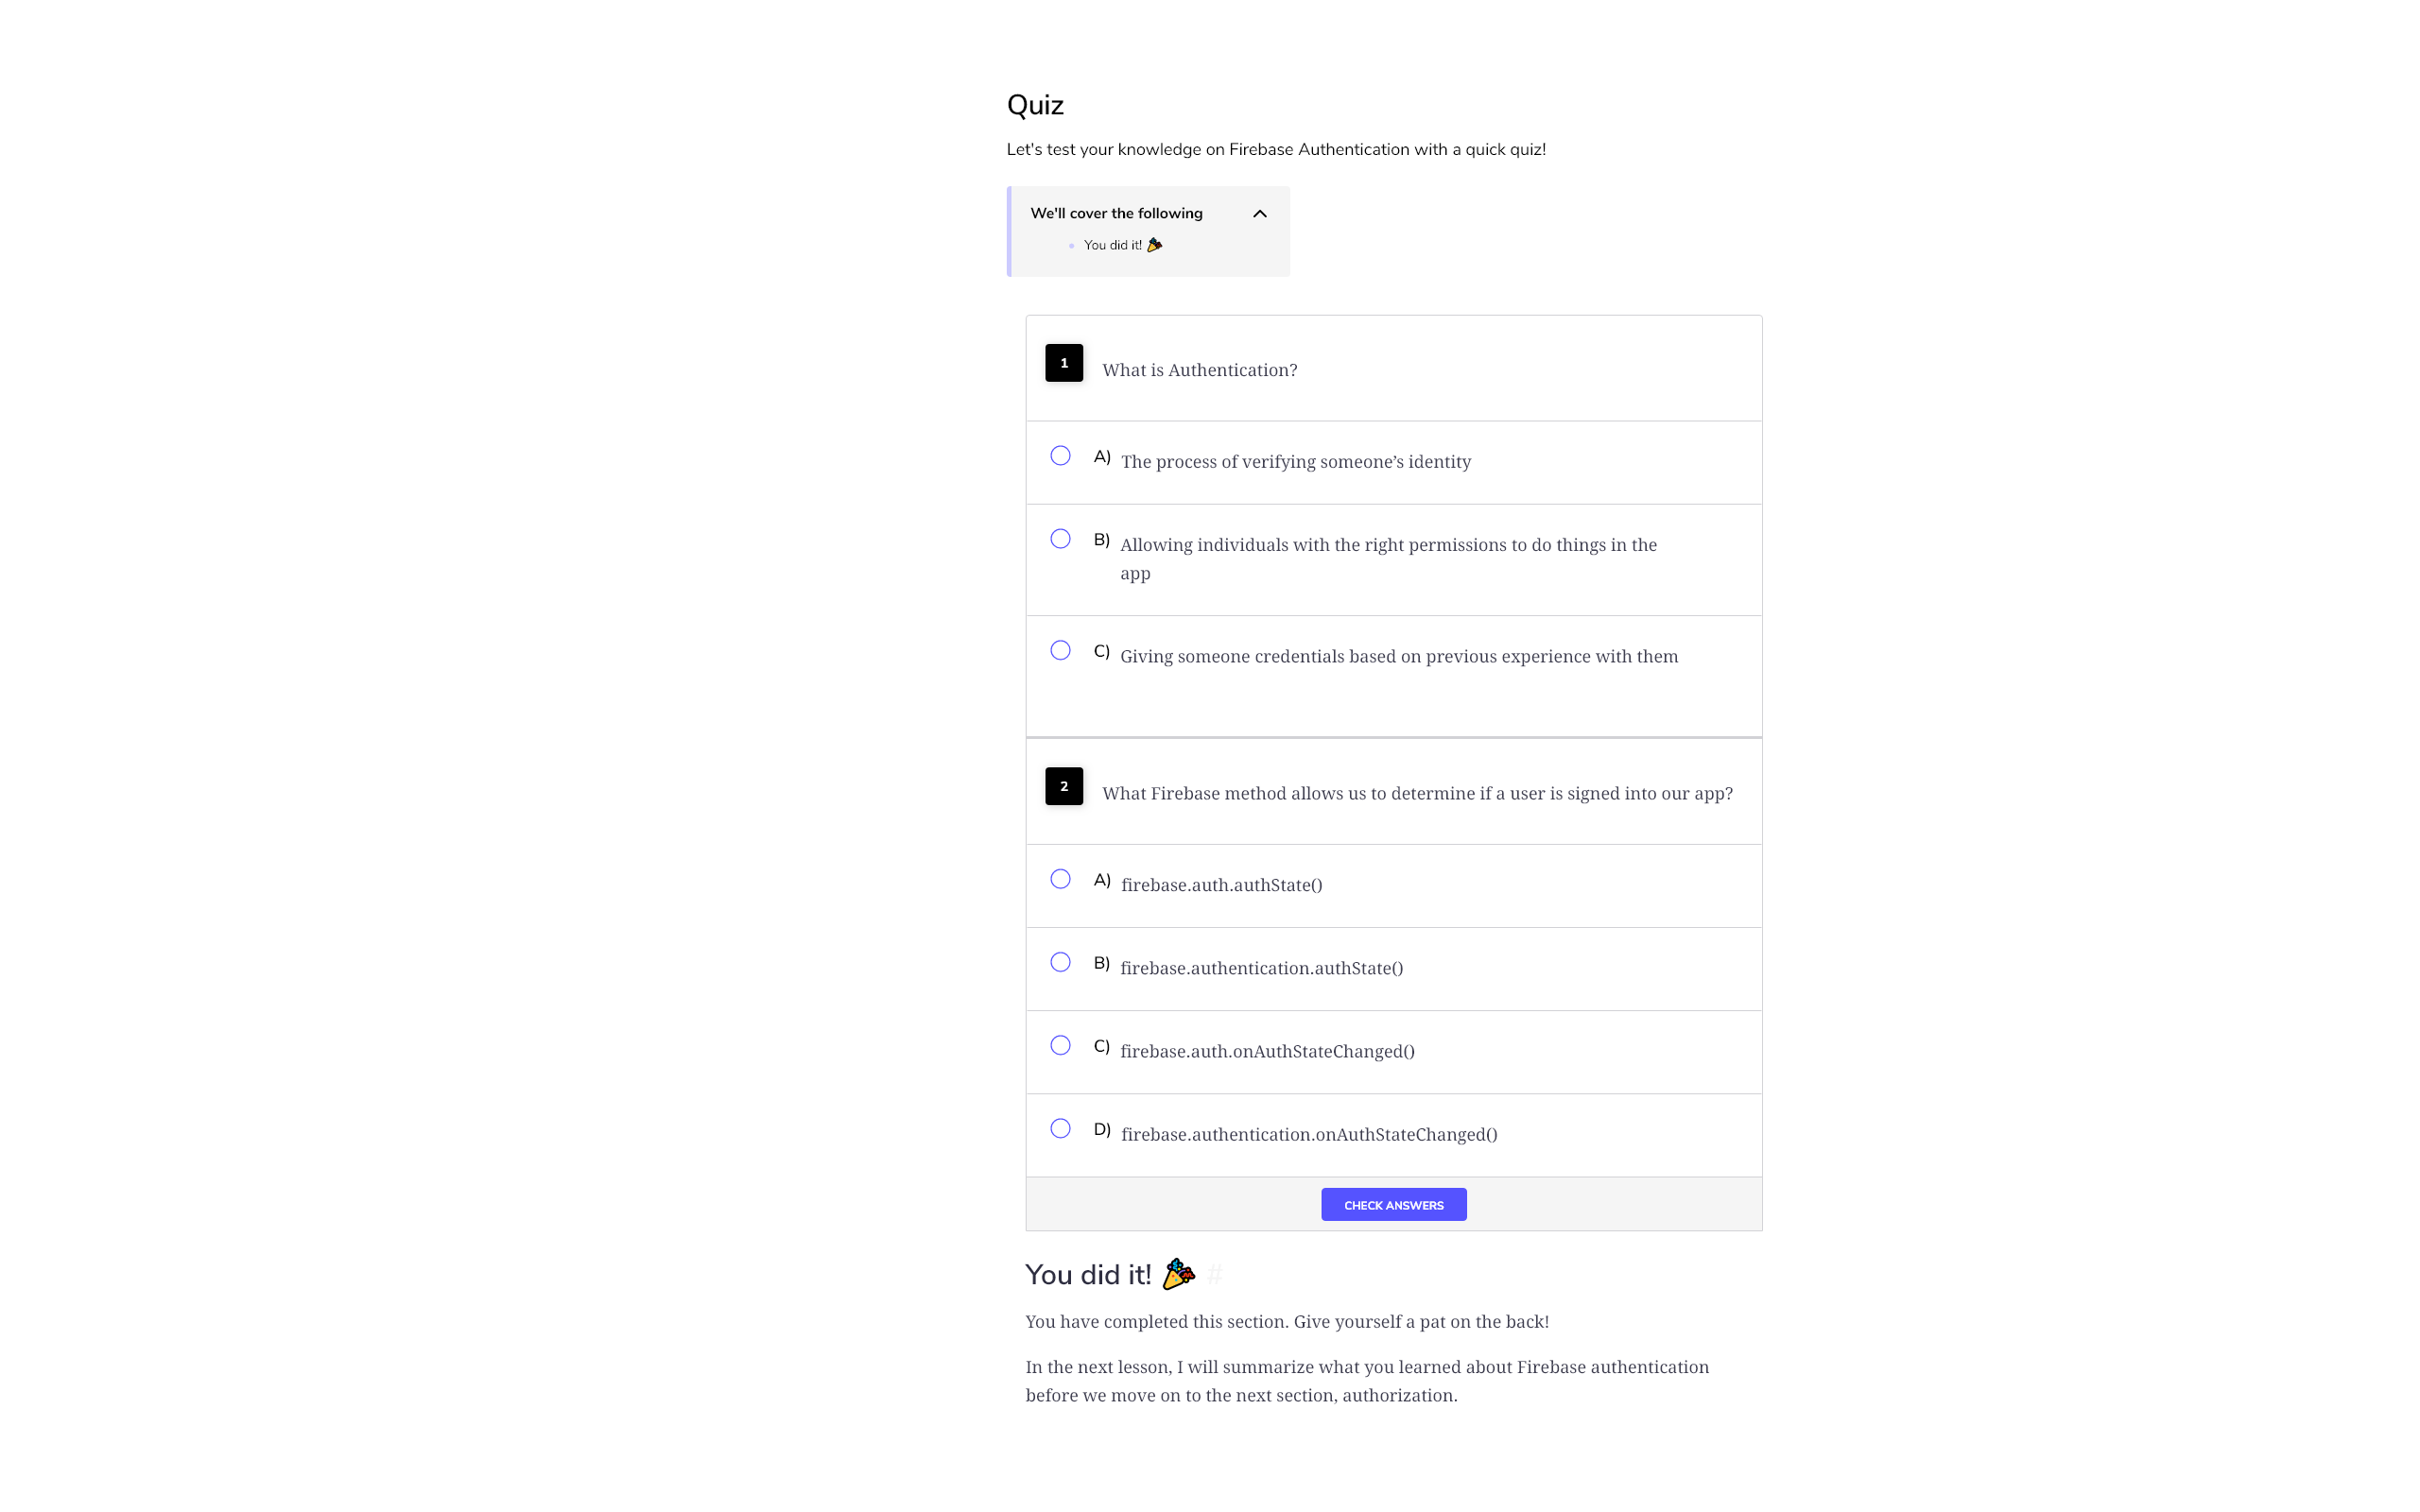 Quiz
Let's test your knowledge on Firebase Authentication with a quick quiz!
We'll cover the following
You did it! 🎉
1 What is Authentication?
A) The process of verifying someone’s identity
B) Allowing individuals with the right permissions to do things in the
app
C) Giving someone credentials based on previous experience with them
2 What Firebase method allows us to determine if a user is signed into our app?
A) firebase.auth.authState()
B) firebase.authentication.authState()
C) firebase.auth.onAuthStateChanged()
D) firebase.authentication.onAuthStateChanged()
CHECK ANSWERS
You did it! 🎉 #
You have completed this section. Give yourself a pat on the back!
In the next lesson, I will summarize what you learned about Firebase authentication
before we move on to the next section, authorization.